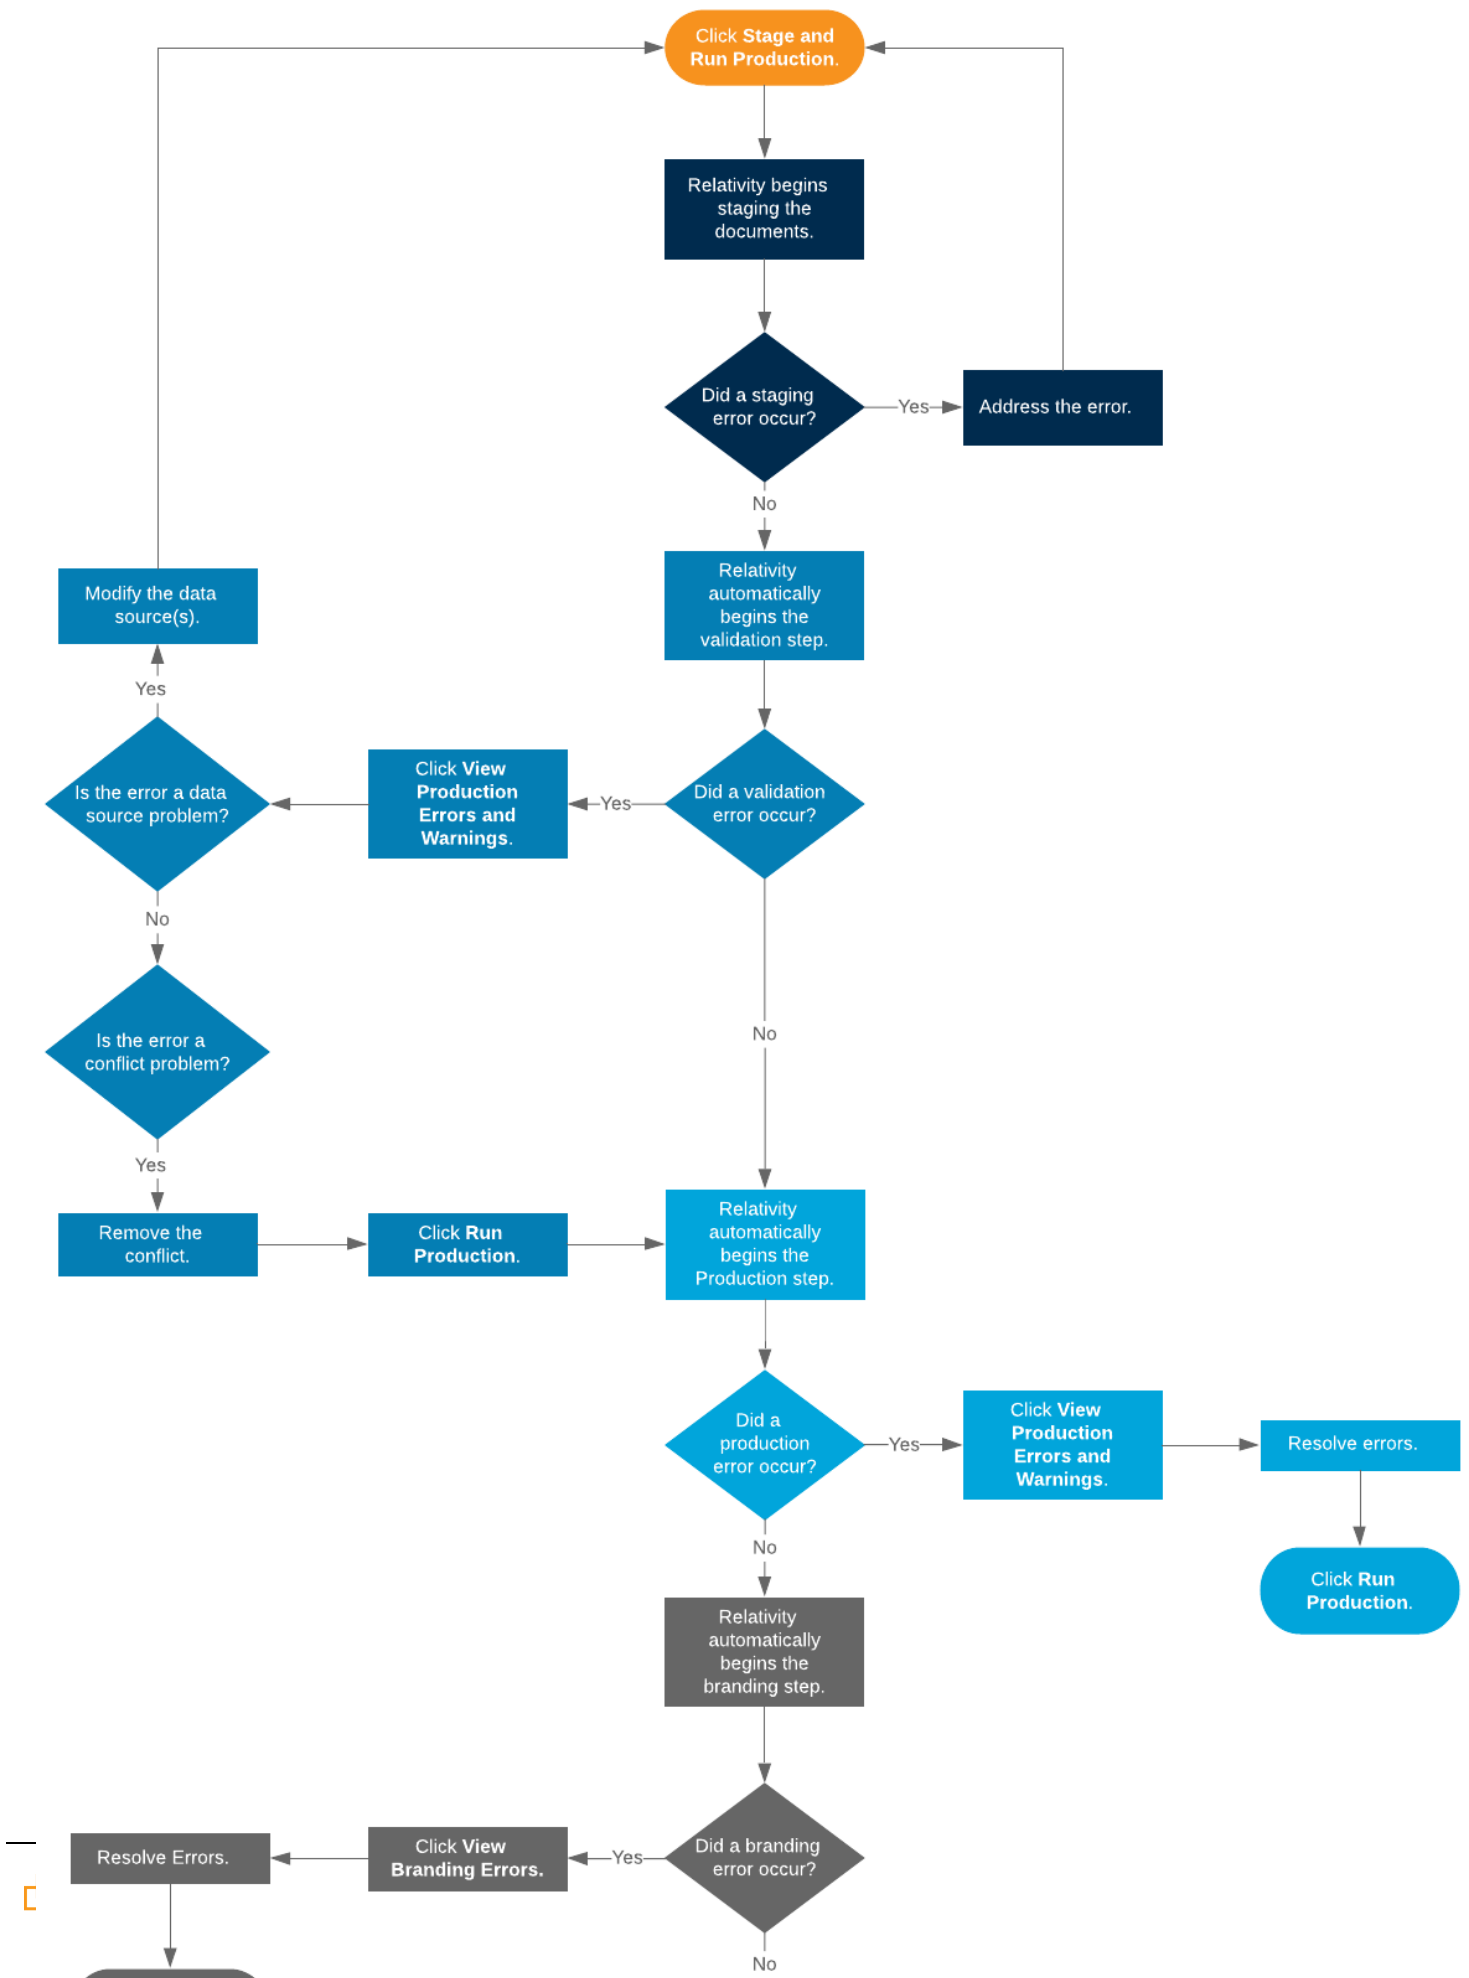 Click Stage and
Run Production.
Relativity begins
staging the
documents.
Did a staging
error occur?
Yes
Address the error.
No
Relativity
automatically
begins the
validation step.
Modify the data
source(s).
Yes
Is the error a data
source problem?
Click View
Production
Errors and
Warnings.
Yes
Did a validation
error occur?
No
Is the error a
conflict problem?
No
Yes
Remove the
conflict.
Click Run
Production.
Relativity
automatically
begins the
Production step.
Did a
production
error occur?
Yes
Click View
Production
Errors and
Warnings.
Resolve errors.
Click Run
Production.
No
Relativity
automatically
begins the
branding step.
Did a branding
error occur?
Yes
Click View
Branding Errors.
Resolve Errors.
No